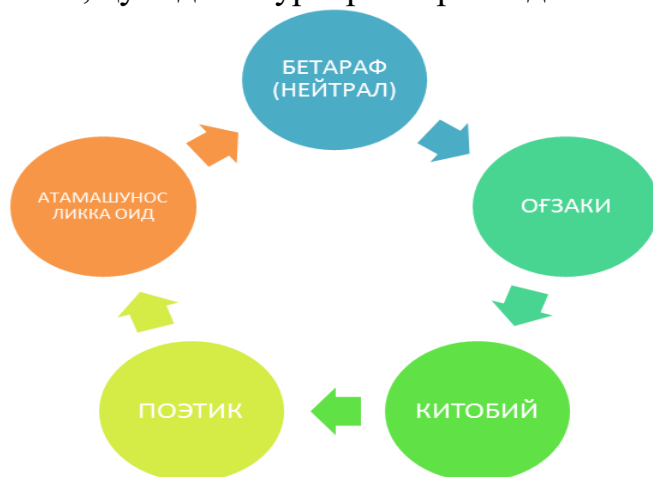 БЕТАРАФ
(НЕЙТРАЛ)
ОҒЗАКИ
КИТОБИЙ
ПОЭТИК
АТАМАШУНОС
ЛИККА ОИД